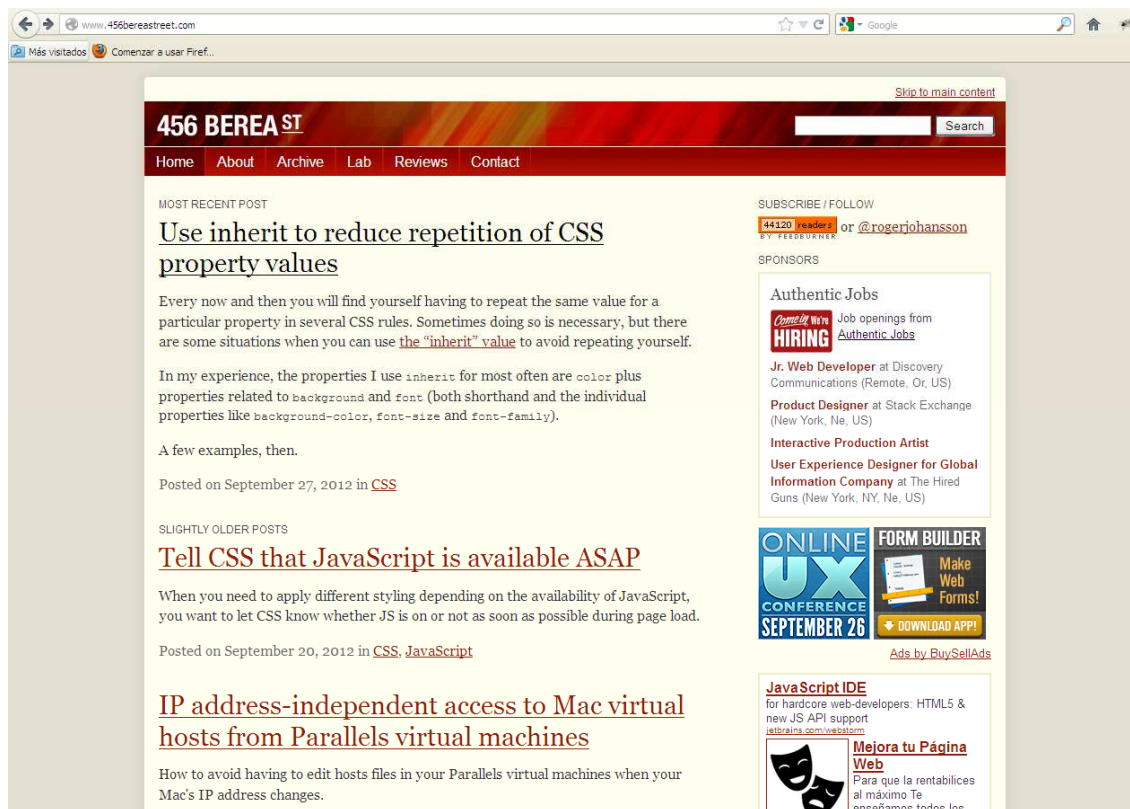 www.456bereastreet.com
Google
Más visitados
Comenzar a usar Firef...
Skip to main content
456 BEREA ST
Search
Home About Archive Lab Reviews Contact
MOST RECENT POST
Use inherit to reduce repetition of CSS
property values
Every now and then you will find yourself having to repeat the same value for a
particular property in several CSS rules. Sometimes doing so is necessary, but there
are some situations when you can use the “inherit” value to avoid repeating yourself.
In my experience, the properties I use inherit for most often are color plus
properties related to background and font (both shorthand and the individual
properties like background-color, font-size and font-family).
A few examples, then.
Posted on September 27, 2012 in CSS
SLIGHTLY OLDER POSTS
Tell CSS that JavaScript is available ASAP
When you need to apply different styling depending on the availability of JavaScript,
you want to let CSS know whether JS is on or not as soon as possible during page load.
Posted on September 20, 2012 in CSS, JavaScript
IP address-independent access to Mac virtual
hosts from Parallels virtual machines
How to avoid having to edit hosts files in your Parallels virtual machines when your
Mac's IP address changes.
SUBSCRIBE / FOLLOW
44120 readers
BY FEEDBURNER
or @rogerjohansson
SPONSORS
Authentic Jobs
Come in We're
HIRING
Job openings from
Authentic Jobs
Jr. Web Developer at Discovery
Communications (Remote, Or, US)
Product Designer at Stack Exchange
(New York, Ne, US)
Interactive Production Artist
User Experience Designer for Global
Information Company at The Hired
Guns (New York, NY, Ne, US)
ONLINE
UX
CONFERENCE
SEPTEMBER 26
FORM BUILDER
Make
Web
Forms!
DOWNLOAD APP!
Ads by BuySellAds
JavaScript IDE
for hardcore web-developers: HTML5 &
new JS API support
jetbrains.com/webstorm
Mejora tu Página
Web
Para que la rentabilices
al máximo Te
enseñamos todos los